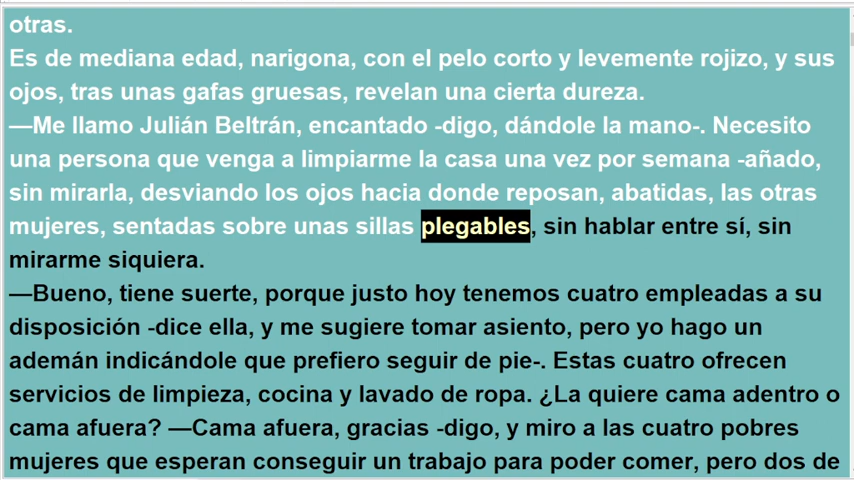 otras.
Es de mediana edad, narigona, con el pelo corto y levemente rojizo, y sus
ojos, tras unas gafas gruesas, revelan una cierta dureza.
—Me llamo Julián Beltrán, encantado -digo, dándole la mano-. Necesito
una persona que venga a limpiarme la casa una vez por semana -añado,
sin mirarla, desviando los ojos hacia donde reposan, abatidas, las otras
mujeres, sentadas sobre unas sillas plegables, sin hablar entre sí, sin
mirarme siquiera.
—Bueno, tiene suerte, porque justo hoy tenemos cuatro empleadas a su
disposición -dice ella, y me sugiere tomar asiento, pero yo hago un
ademán indicándole que prefiero seguir de pie-. Estas cuatro ofrecen
servicios de limpieza, cocina y lavado de ropa. ¿La quiere cama adentro o
cama afuera? —Cama afuera, gracias -digo, y miro a las cuatro pobres
mujeres que esperan conseguir un trabajo para poder comer, pero dos de